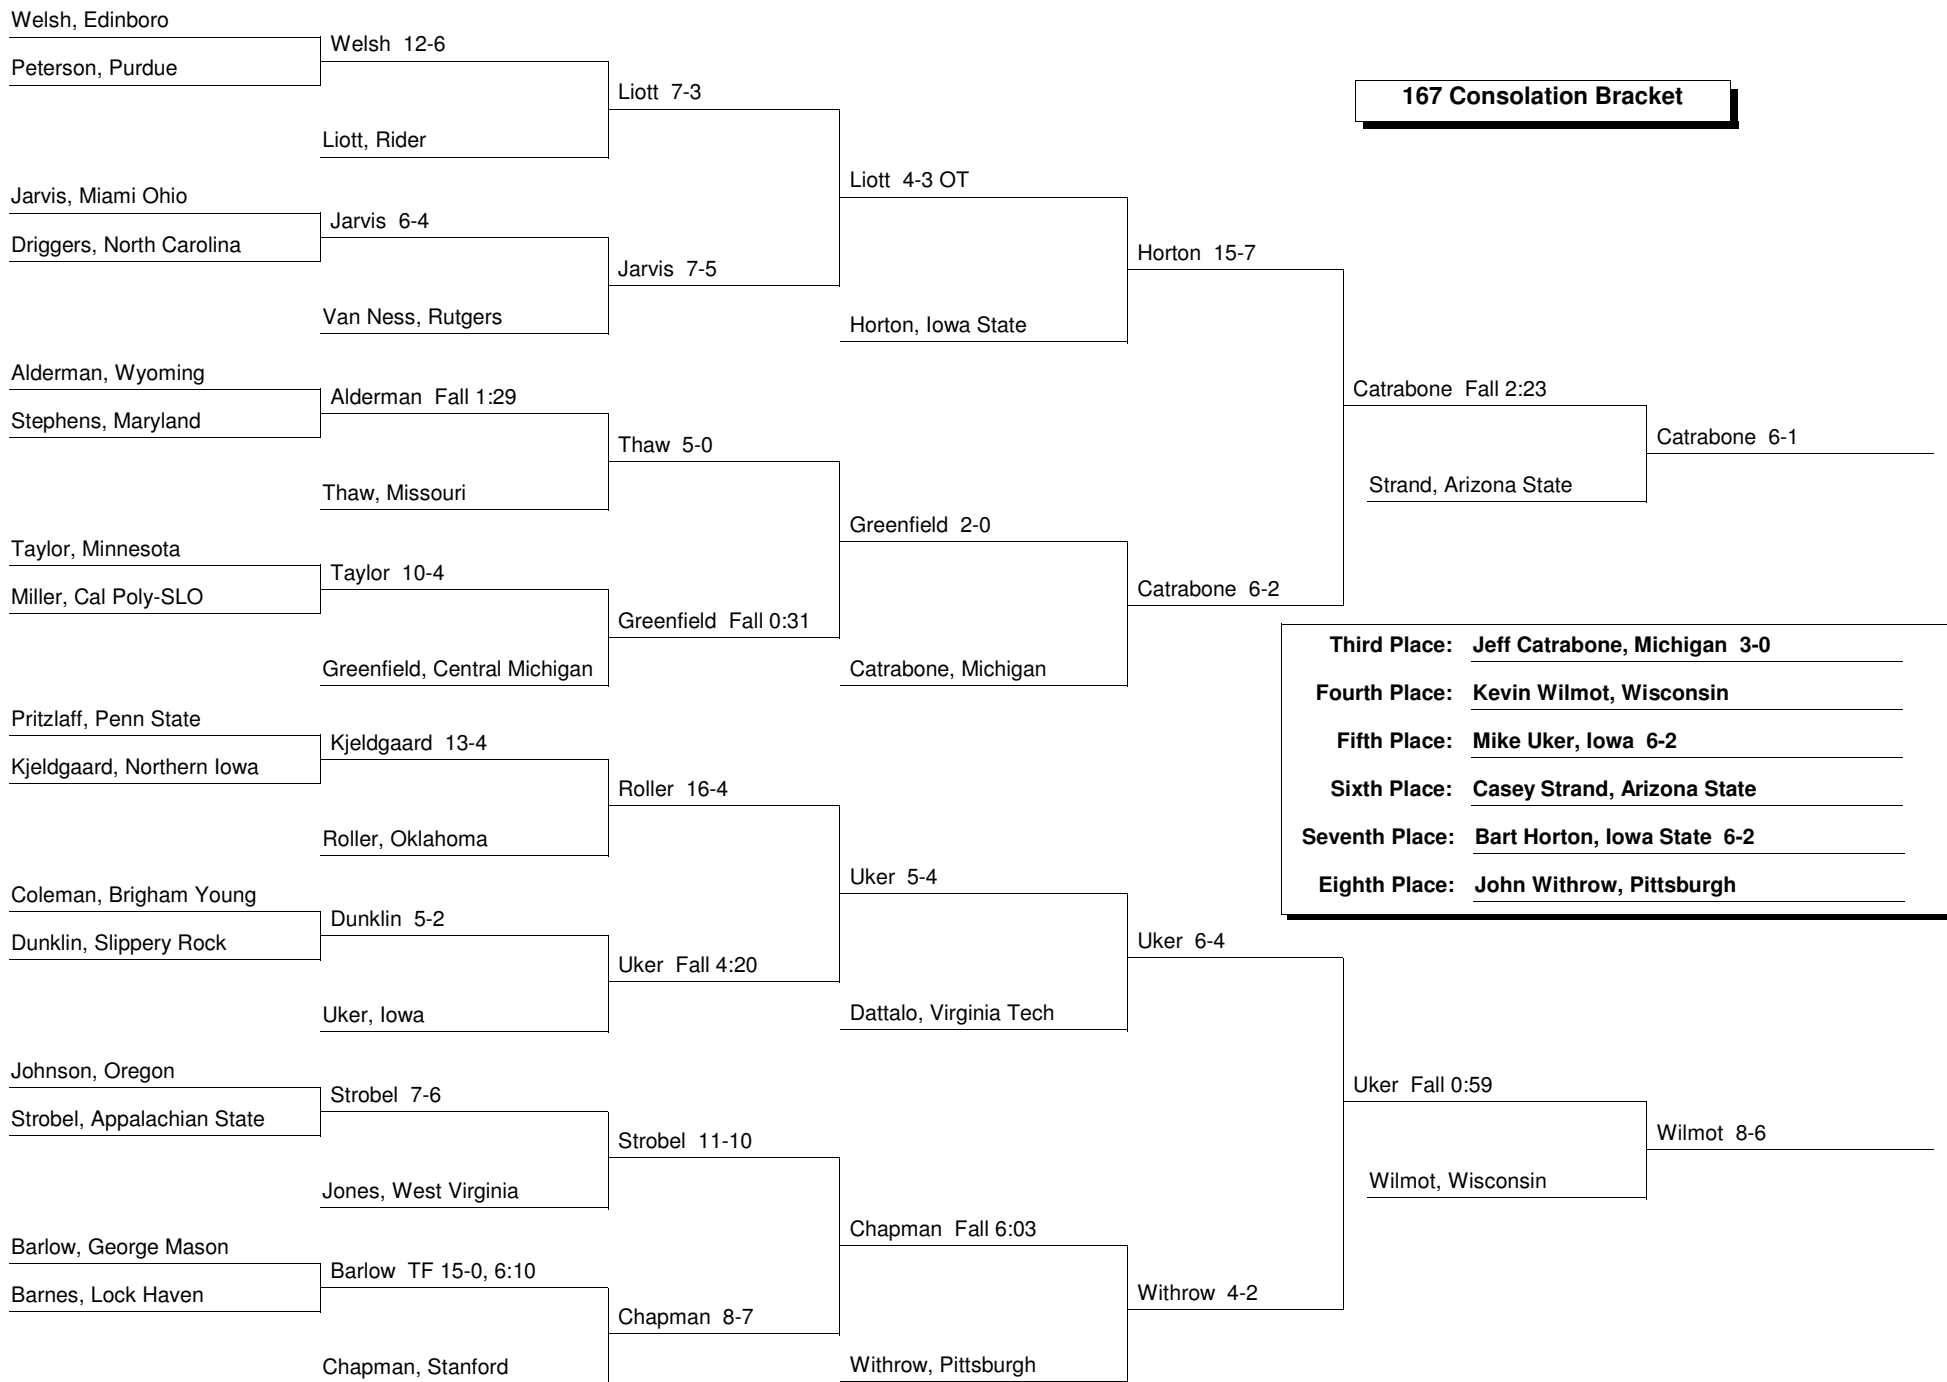 Welsh, Edinboro
Peterson, Purdue
Jarvis, Miami Ohio
Driggers, North Carolina
Alderman, Wyoming
Stephens, Maryland
Taylor, Minnesota
Miller, Cal Poly-SLO
Pritzlaff, Penn State
Kjeldgaard, Northern Iowa
Coleman, Brigham Young
Dunklin, Slippery Rock
Johnson, Oregon
Strobel, Appalachian State
Barlow, George Mason
Barnes, Lock Haven
Welsh 12-6
Liott, Rider
Jarvis 6-4
Van Ness, Rutgers
Alderman Fall 1:29
Thaw, Missouri
Taylor 10-4
Greenfield, Central Michigan
Kjeldgaard 13-4
Roller, Oklahoma
Dunklin 5-2
Uker, Iowa
Strobel 7-6
Jones, West Virginia
Barlow TF 15-0, 6:10
Chapman, Stanford
Liott 7-3
Jarvis 7-5
Thaw 5-0
Greenfield Fall 0:31
Roller 16-4
Uker Fall 4:20
Strobel 11-10
Chapman 8-7
Liott 4-3 OT
Horton, Iowa State
Greenfield 2-0
Catrabone, Michigan
Uker 5-4
Dattalo, Virginia Tech
Chapman Fall 6:03
Withrow, Pittsburgh
Horton 15-7
Catrabone 6-2
Uker 6-4
Withrow 4-2
Catrabone Fall 2:23
Strand, Arizona State
Uker Fall 0:59
Wilmot, Wisconsin
Catrabone 6-1
Wilmot 8-6
167 Consolation Bracket
Third Place: Jeff Catrabone, Michigan 3-0
Fourth Place: Kevin Wilmot, Wisconsin
Fifth Place: Mike Uker, Iowa 6-2
Sixth Place: Casey Strand, Arizona State
Seventh Place: Bart Horton, Iowa State 6-2
Eighth Place: John Withrow, Pittsburgh